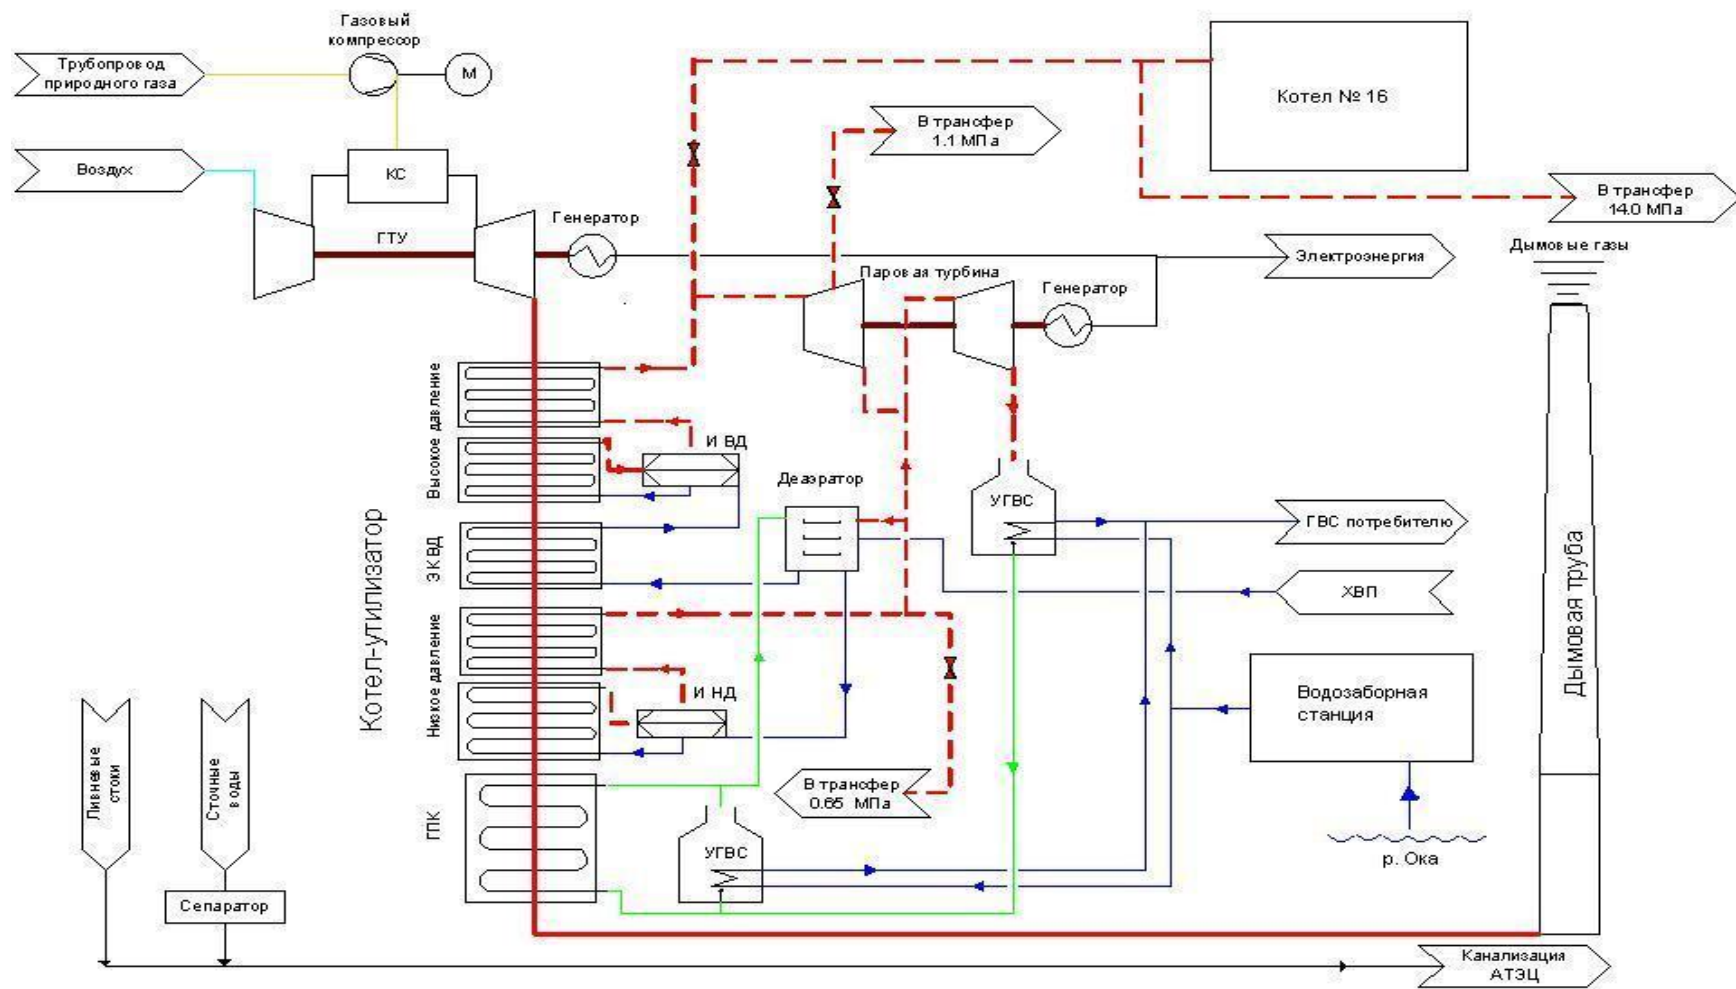 Газовый
компрессор
Трубопровод
природного газа
М
Котел № 16
В трансфер
1.1 МПа
Воздух
КС
В трансфер
14.0 МПа
Генератор
ГТУ
Дымовые газы
Электроэнергия
Паровая турбина
Генератор
Высокое давление
И ВД
Деаэратор
УГВС
ГВС потребителю
Котел-утилизатор
ЭКВД
ХВП
Дымовая труба
Низкое давление
И НД
Водозаборная
станция
Ливневые
стоки
Сточные
воды
В трансфер
0.65 МПа
ГПК
УГВС
р. Ока
Сепаратор
Канализация
АТЭЦ